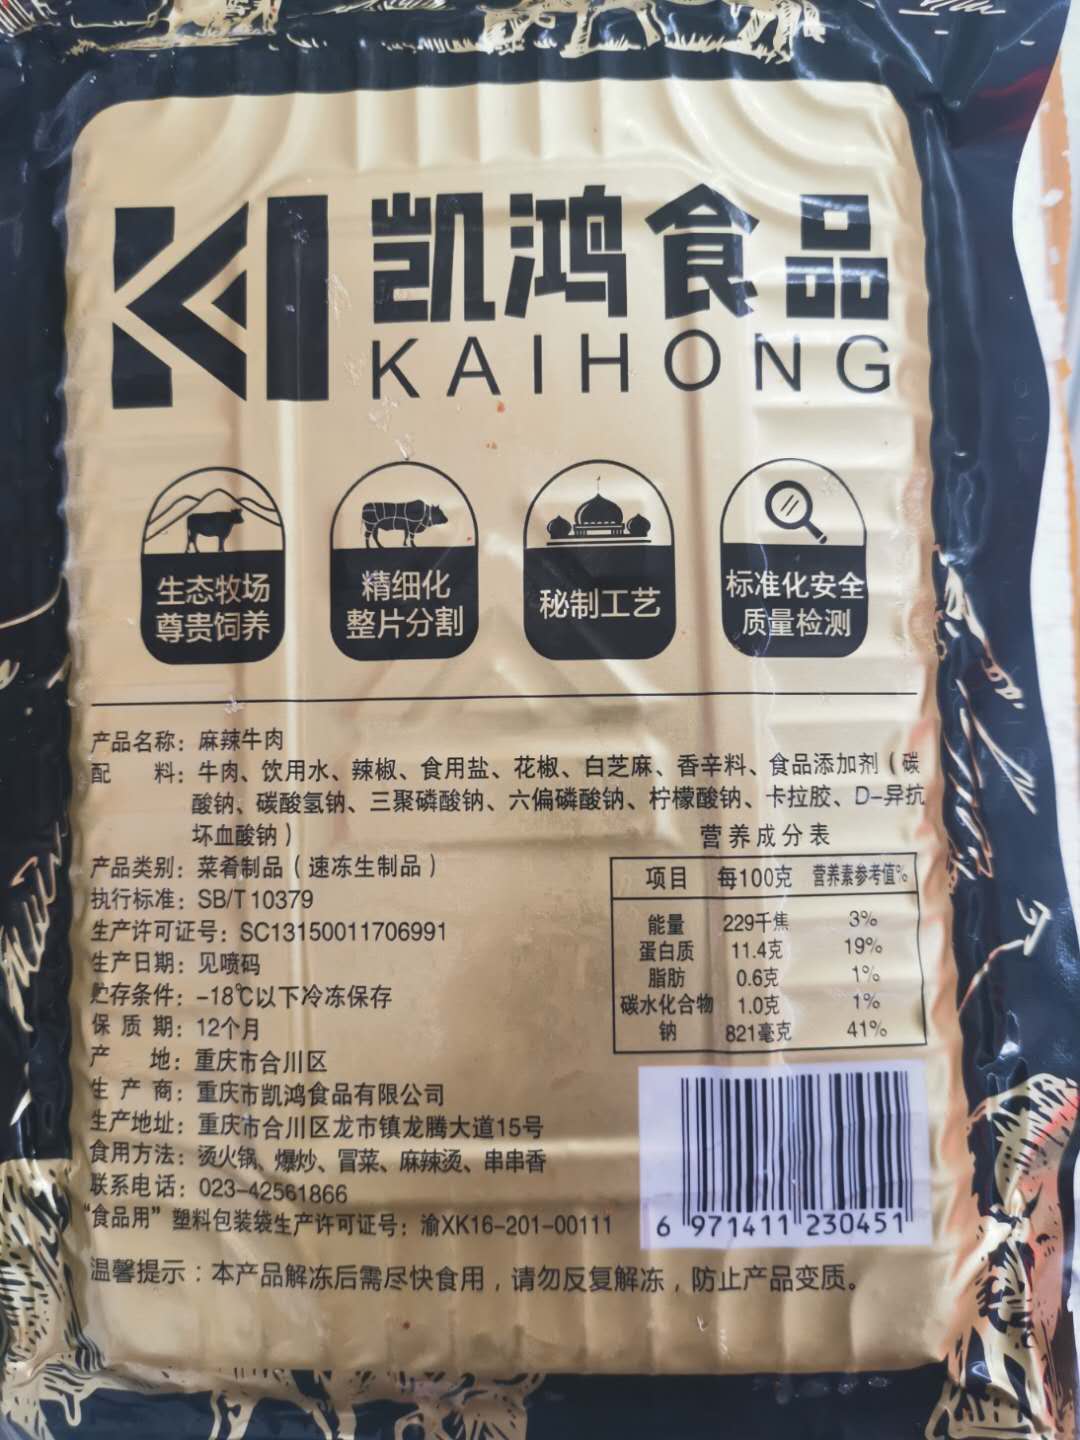 凯鸿食品
KAIHONG
生态牧场
尊贵饲养
精细化
整片分割
秘制工艺
标准化安全
质量检测
产品名称：麻辣牛肉
配　　料：牛肉、饮用水、辣椒、食用盐、花椒、白芝麻、香辛料、食品添加剂（碳
酸钠、碳酸氢钠、三聚磷酸钠、六偏磷酸钠、柠檬酸钠、卡拉胶、D-异抗
坏血酸钠）
产品类别：菜肴制品（速冻生制品）
执行标准：SB/T 10379
生产许可证号：SC13150011706991
生产日期：见喷码
贮存条件：-18℃以下冷冻保存
保 质 期：12个月
产　　地：重庆市合川区
生 产 商：重庆市凯鸿食品有限公司
生产地址：重庆市合川区龙市镇龙腾大道15号
食用方法：烫火锅、爆炒、冒菜、麻辣烫、串串香
联系电话：023-42561866
“食品用”塑料包装袋生产许可证号：渝XK16-201-00111
营养成分表
项目 每100克 营养素参考值%
能量 229千焦 3%
蛋白质 11.4克 19%
脂肪 0.6克 1%
碳水化合物 1.0克 1%
钠 821毫克 41%
6 971411 230451
温馨提示：本产品解冻后需尽快食用，请勿反复解冻，防止产品变质。